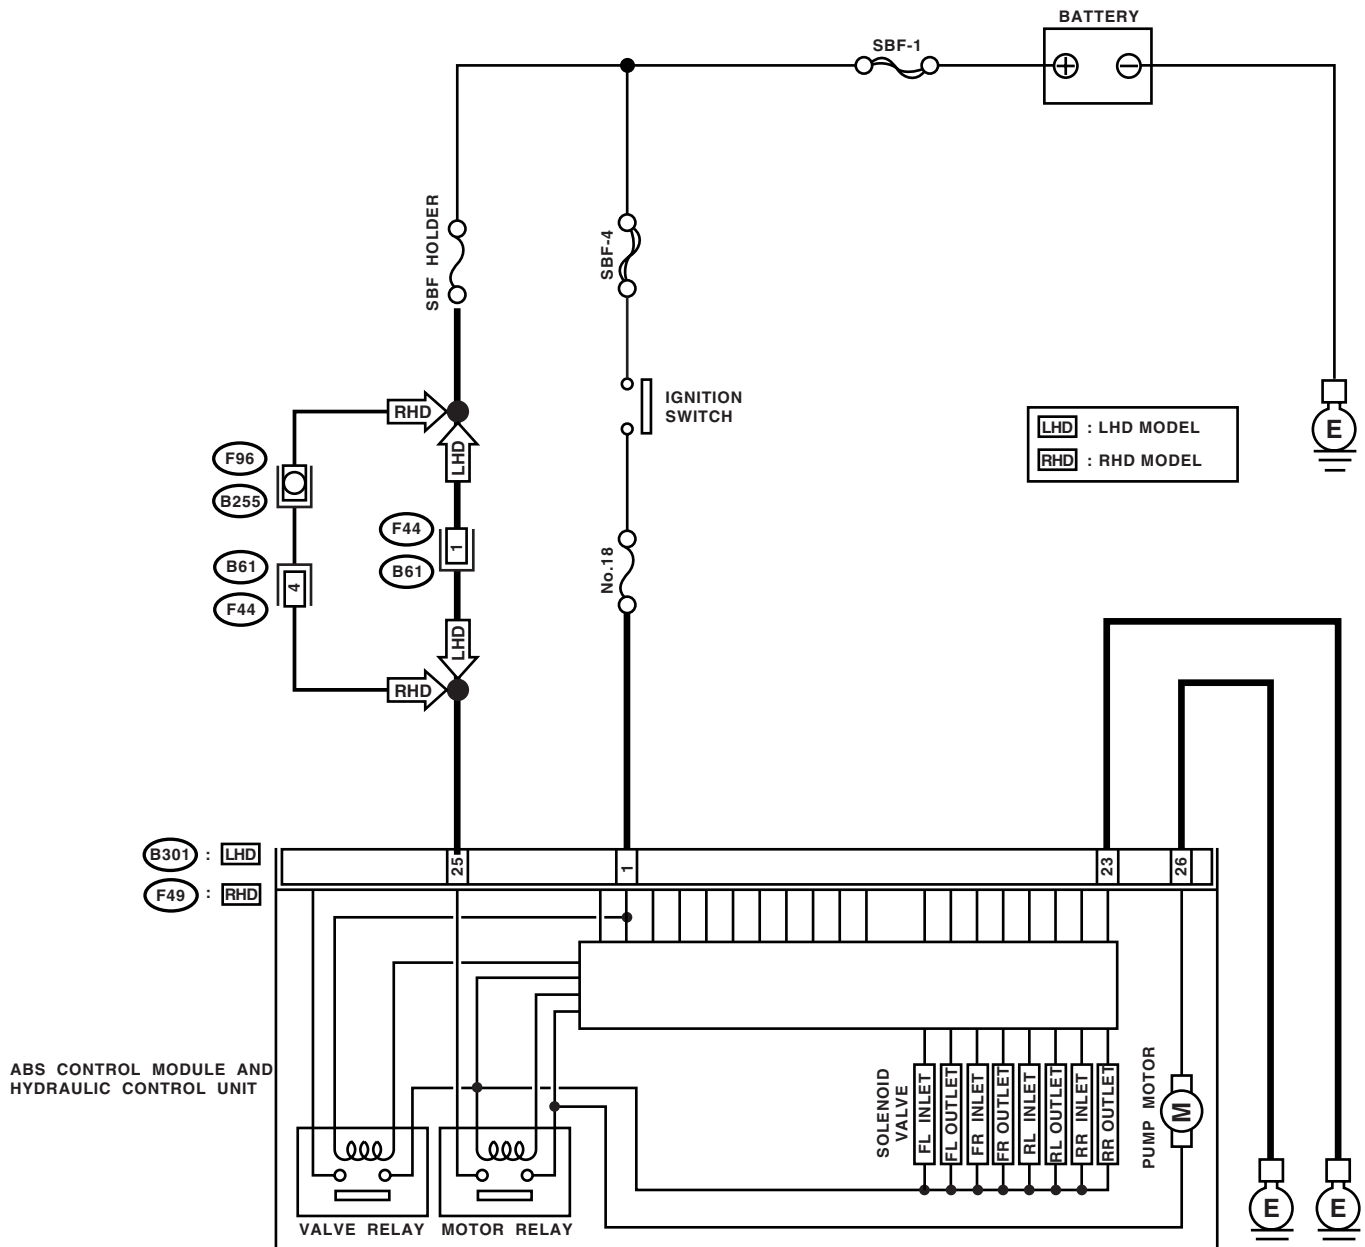 BATTERY
SBF-1
SBF HOLDER
SBF-4
IGNITION
SWITCH
RHD
LHD
LHD : LHD MODEL
RHD : RHD MODEL
E
F96
B255
F44
1
B61
B61
4
F44
No.18
LHD
RHD
B301 : LHD
F49 : RHD
25
1
23
26
ABS CONTROL MODULE AND
HYDRAULIC CONTROL UNIT
SOLENOID
VALVE
FL INLET
FL OUTLET
FR INLET
FR OUTLET
RL INLET
RL OUTLET
RR INLET
RR OUTLET
PUMP MOTOR
M
E
E
VALVE RELAY
MOTOR RELAY